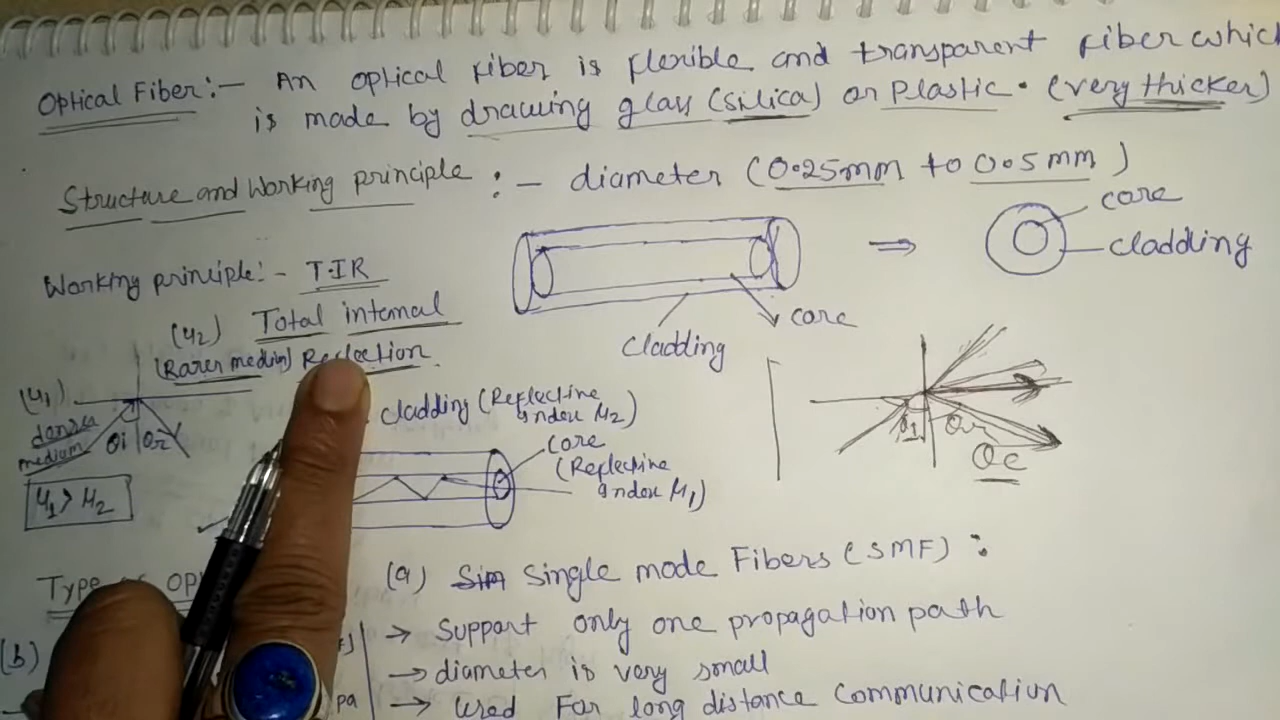 Optical Fiber:- An optical fiber is flexible and transparent fiber which
is made by drawing glass (silica) or Plastic. (very thicker)
Structure and Working principle :- diameter (0.25mm to 0.5mm)
core
cladding
Working principle:- T.I.R
(μ2) Total internal
(Rarer medium) Reflection
cladding
core
(μ1)
denser
medium
θi θr
μ1 > μ2
cladding (Reflective
index μ2)
core
(Reflective
index μ1)
θr
θc
Type
(a) Single mode Fibers (SMF) :
→ Support only one propagation path
→ diameter is very small
→ Used For long distance communication
(b)
pa